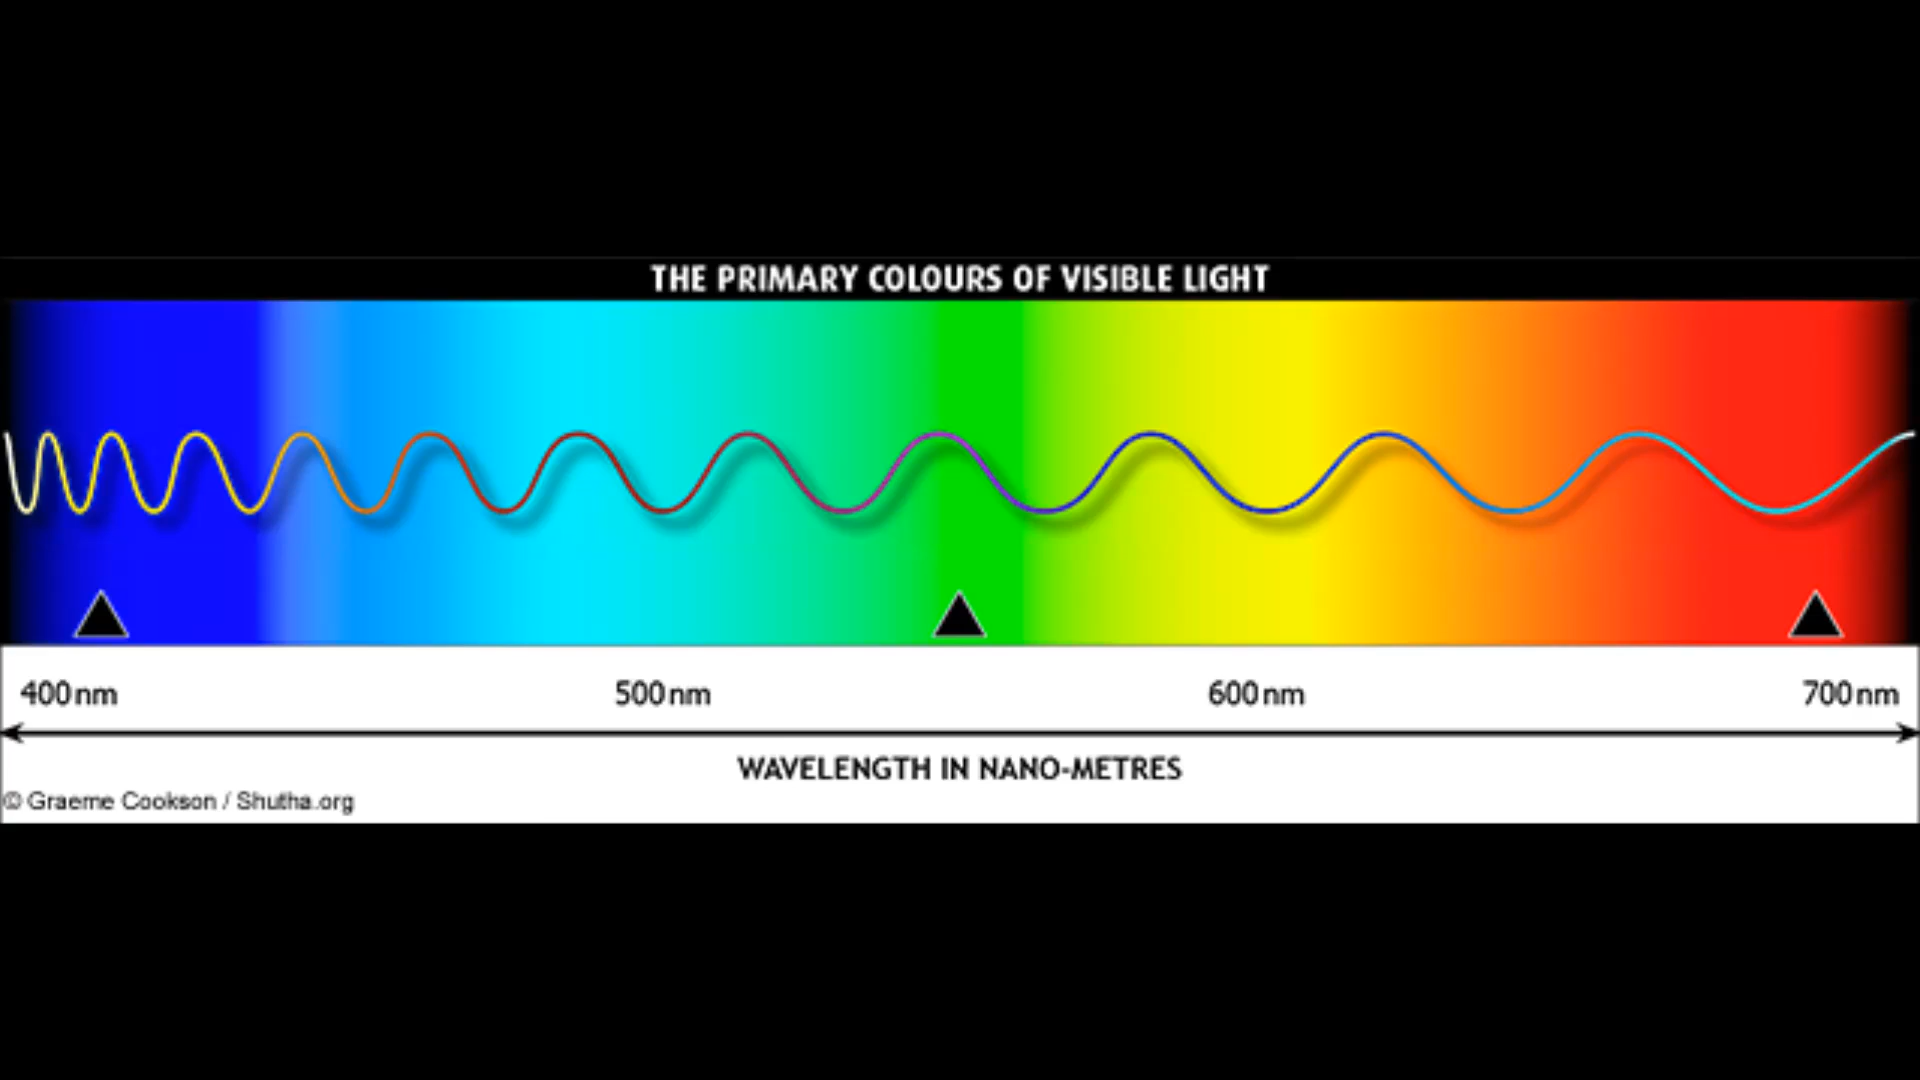 THE PRIMARY COLOURS OF VISIBLE LIGHT
400nm 500nm 600nm 700nm
WAVELENGTH IN NANO-METRES
© Graeme Cookson / Shutha.org